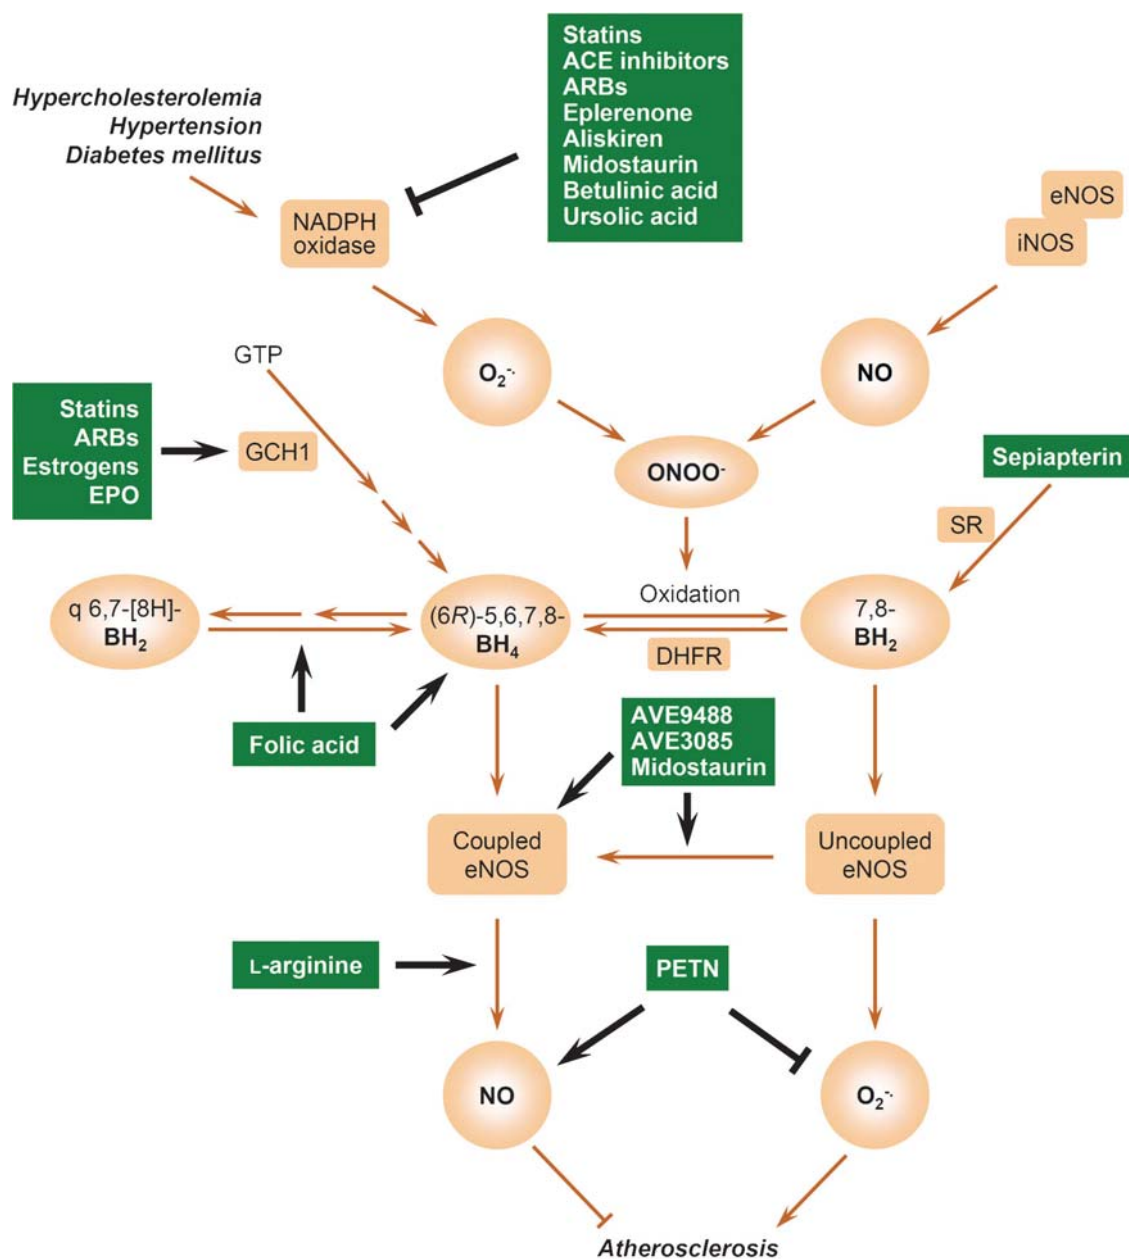 Statins
ACE inhibitors
ARBs
Eplerenone
Aliskiren
Midostaurin
Betulinic acid
Ursolic acid
Hypercholesterolemia
Hypertension
Diabetes mellitus
NADPH
oxidase
eNOS
iNOS
O₂⁻·
NO
GTP
Statins
ARBs
Estrogens
EPO
GCH1
ONOO⁻
Sepiapterin
SR
q 6,7-[8H]-
BH₂
(6R)-5,6,7,8-
BH₄
Oxidation
DHFR
7,8-
BH₂
Folic acid
AVE9488
AVE3085
Midostaurin
Coupled
eNOS
Uncoupled
eNOS
L-arginine
PETN
NO
O₂⁻·
Atherosclerosis